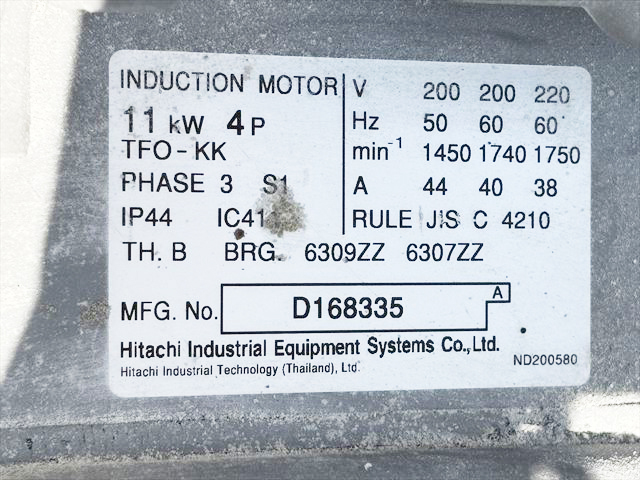 INDUCTION MOTOR
11 kW 4P
TFO-KK
PHASE 3 S1
IP44 IC411
V 200 200 220
Hz 50 60 60
min-1 1450 1740 1750
A 44 40 38
RULE JIS C 4210
TH. B BRG. 6309ZZ 6307ZZ
MFG. No. D168335 A
Hitachi Industrial Equipment Systems Co.,Ltd.
Hitachi Industrial Technology (Thailand), Ltd.
ND200580